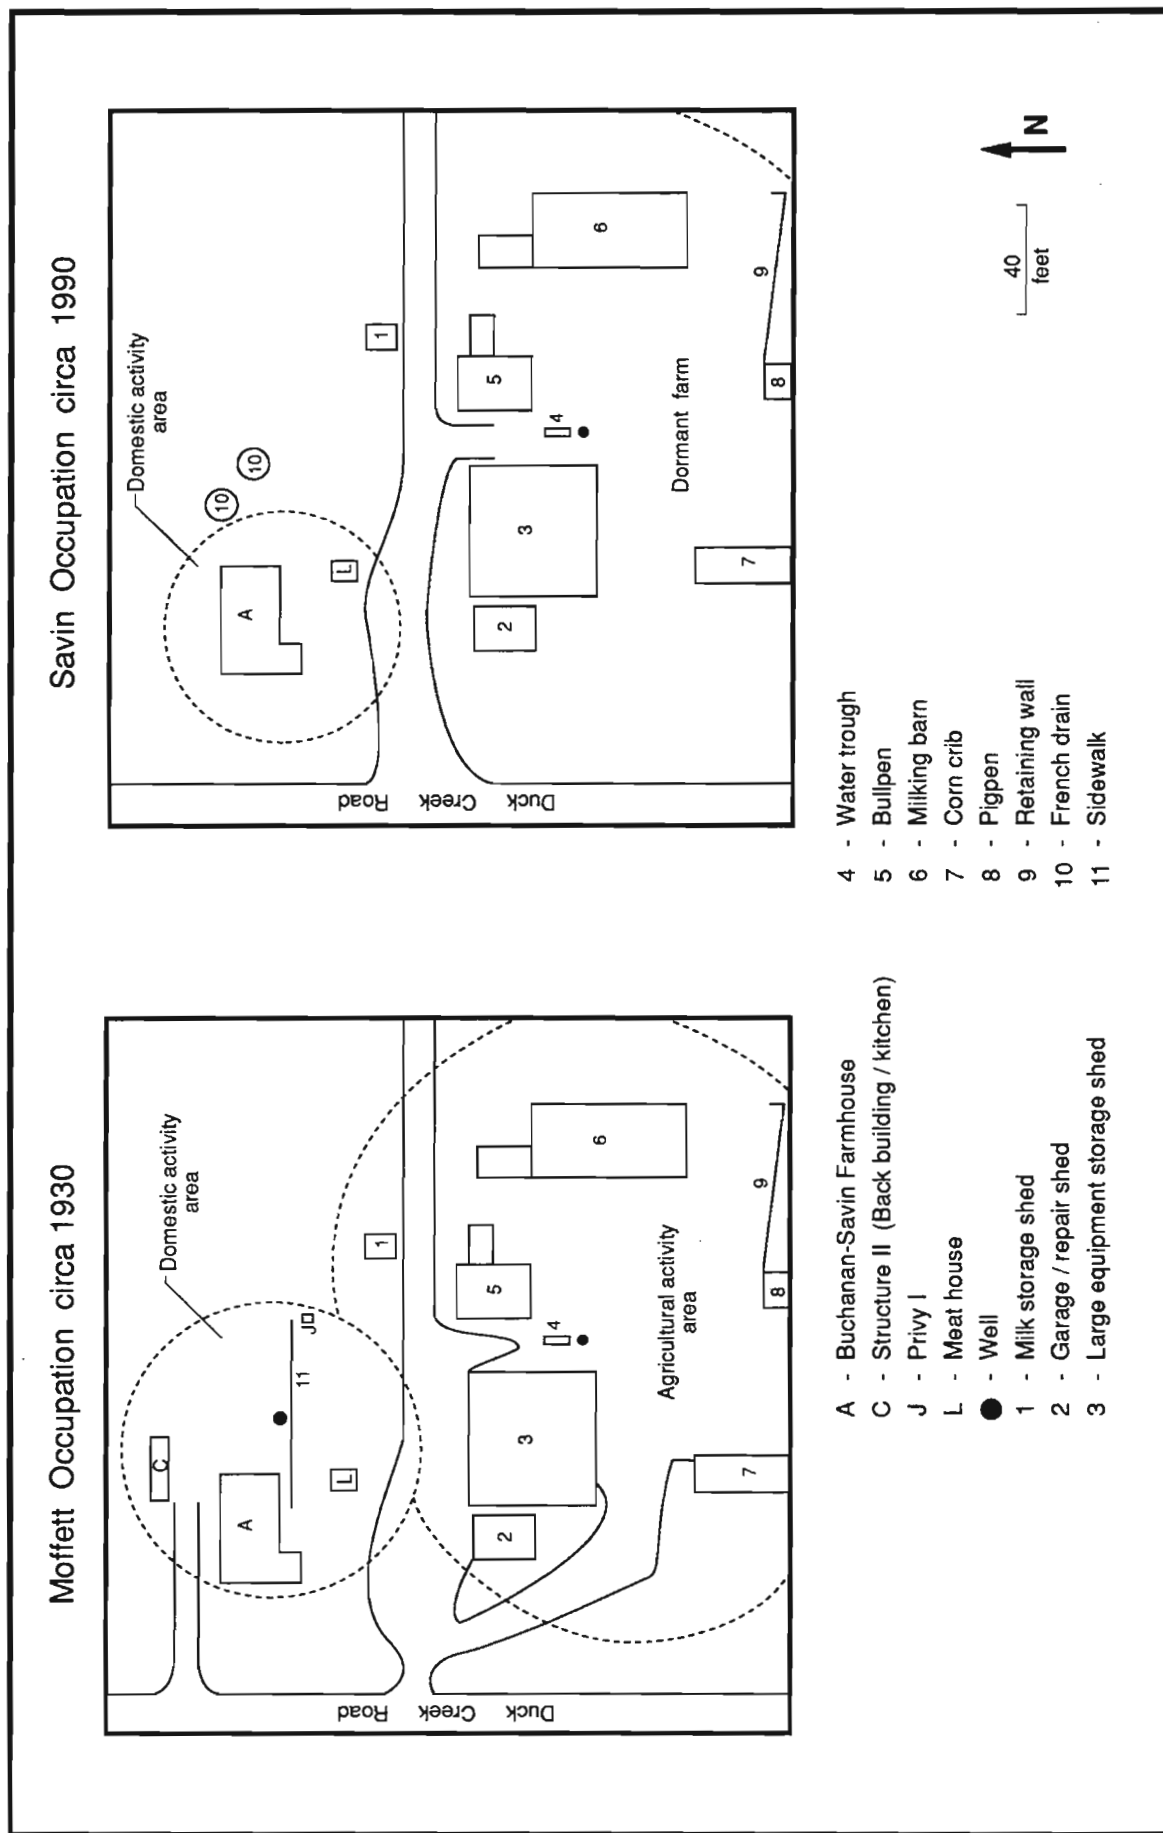 Moffett Occupation circa 1930
Domestic activity
area
C
A
11
J
L
1
Road
Creek
Duck
2
3
4
5
6
Agricultural activity
area
7
8
9
Savin Occupation circa 1990
Domestic activity
area
10
10
A
L
1
Road
Creek
Duck
2
3
4
5
6
Dormant farm
7
8
9
A - Buchanan-Savin Farmhouse
C - Structure II (Back building / kitchen)
J - Privy I
L - Meat house
● - Well
1 - Milk storage shed
2 - Garage / repair shed
3 - Large equipment storage shed
4 - Water trough
5 - Bullpen
6 - Milking barn
7 - Corn crib
8 - Pigpen
9 - Retaining wall
10 - French drain
11 - Sidewalk
40
feet
N